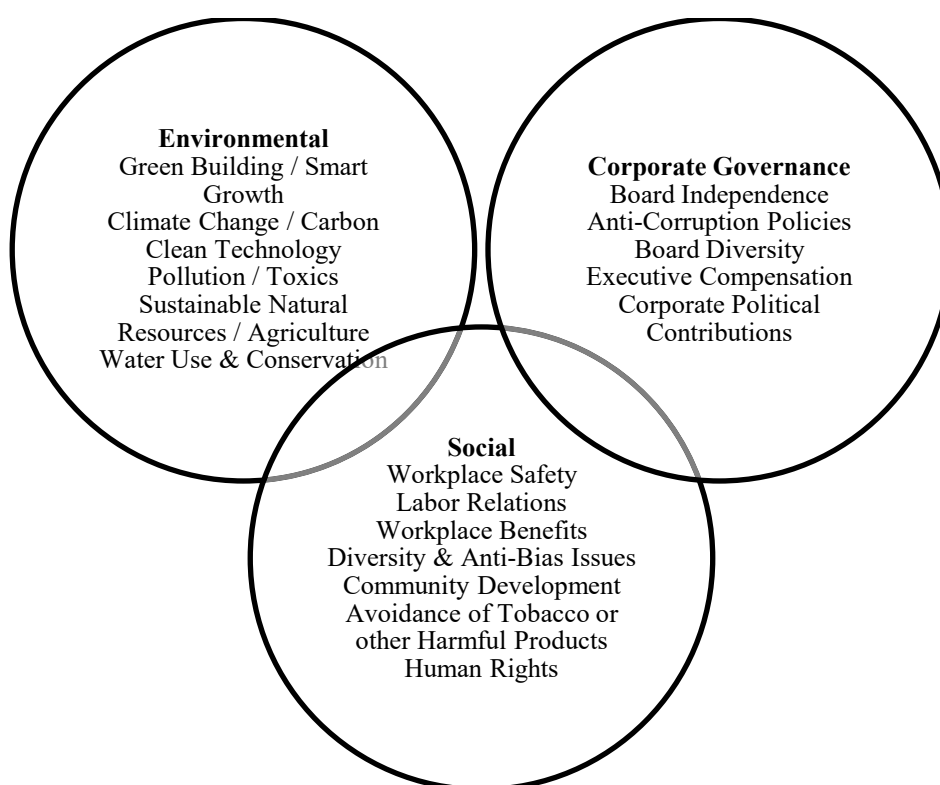 Environmental
Green Building / Smart
Growth
Climate Change / Carbon
Clean Technology
Pollution / Toxics
Sustainable Natural
Resources / Agriculture
Water Use & Conservation
Corporate Governance
Board Independence
Anti-Corruption Policies
Board Diversity
Executive Compensation
Corporate Political
Contributions
Social
Workplace Safety
Labor Relations
Workplace Benefits
Diversity & Anti-Bias Issues
Community Development
Avoidance of Tobacco or
other Harmful Products
Human Rights